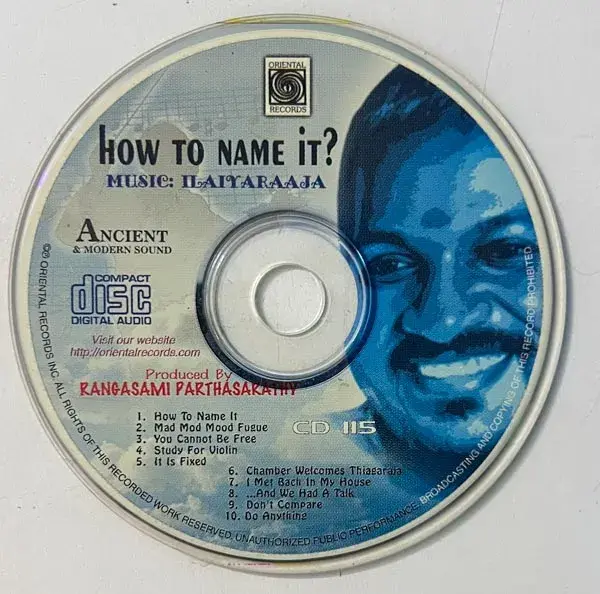 ORIENTAL
RECORDS
HOW TO NAME iT?
MUSIC: ILAIYARAAJA
ANCIENT
& MODERN SOUND
COMPACT
disc
DIGITAL AUDIO
Visit our website
http://orientalrecords.com
Produced By
RANGASAMI PARTHASARATHY
CD 115
1. How To Name It
2. Mad Mod Mood Fugue
3. You Cannot Be Free
4. Study For Violin
5. It Is Fixed
6. Chamber Welcomes Thiagaraja
7. I Met Bach In My House
8. ...And We Had A Talk
9. Don't Compare
10. Do Anything
ORIENTAL RECORDS INC. ALL RIGHTS OF THIS RECORDED WORK RESERVED. UNAUTHORIZED PUBLIC PERFORMANCE, BROADCASTING AND COPYING OF THIS RECORD PROHIBITED